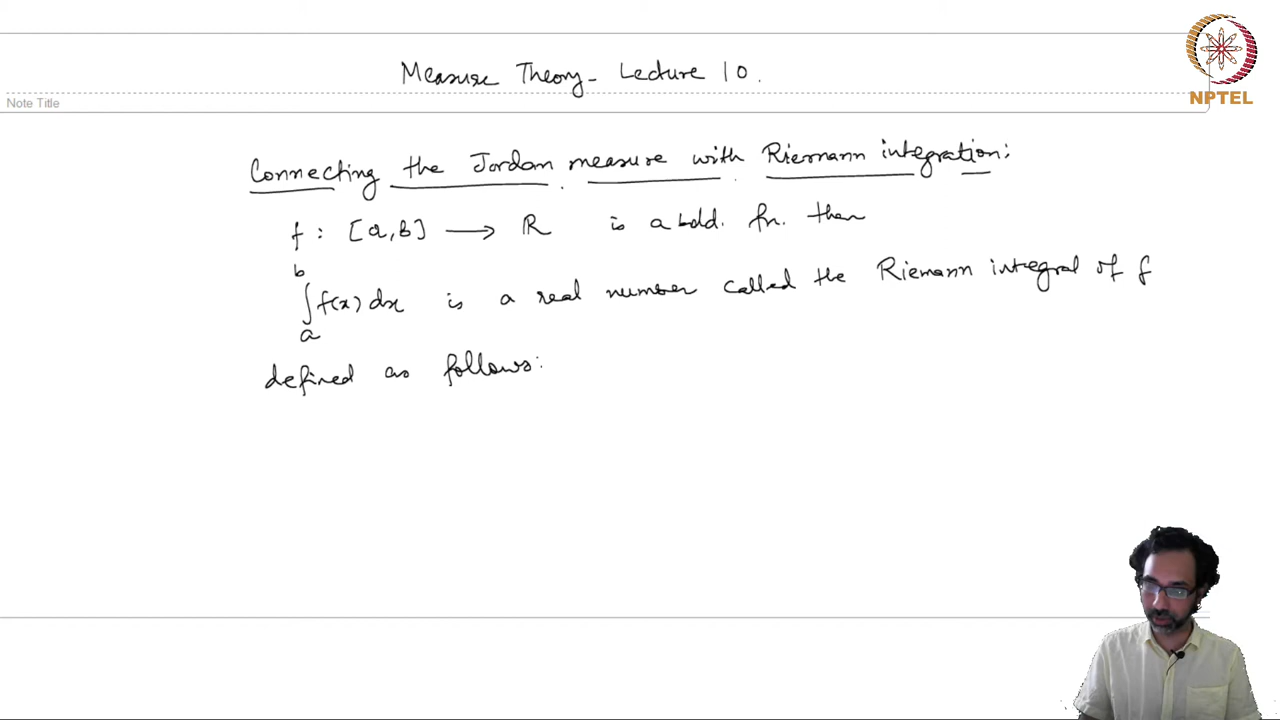 NPTEL
Measure Theory - Lecture 10.
Note Title
Connecting the Jordan measure with Riemann integration:
f : [a,b] ⟶ ℝ is a bdd. fn. then
∫_a^b f(x) dx is a real number called the Riemann integral of f
defined as follows: